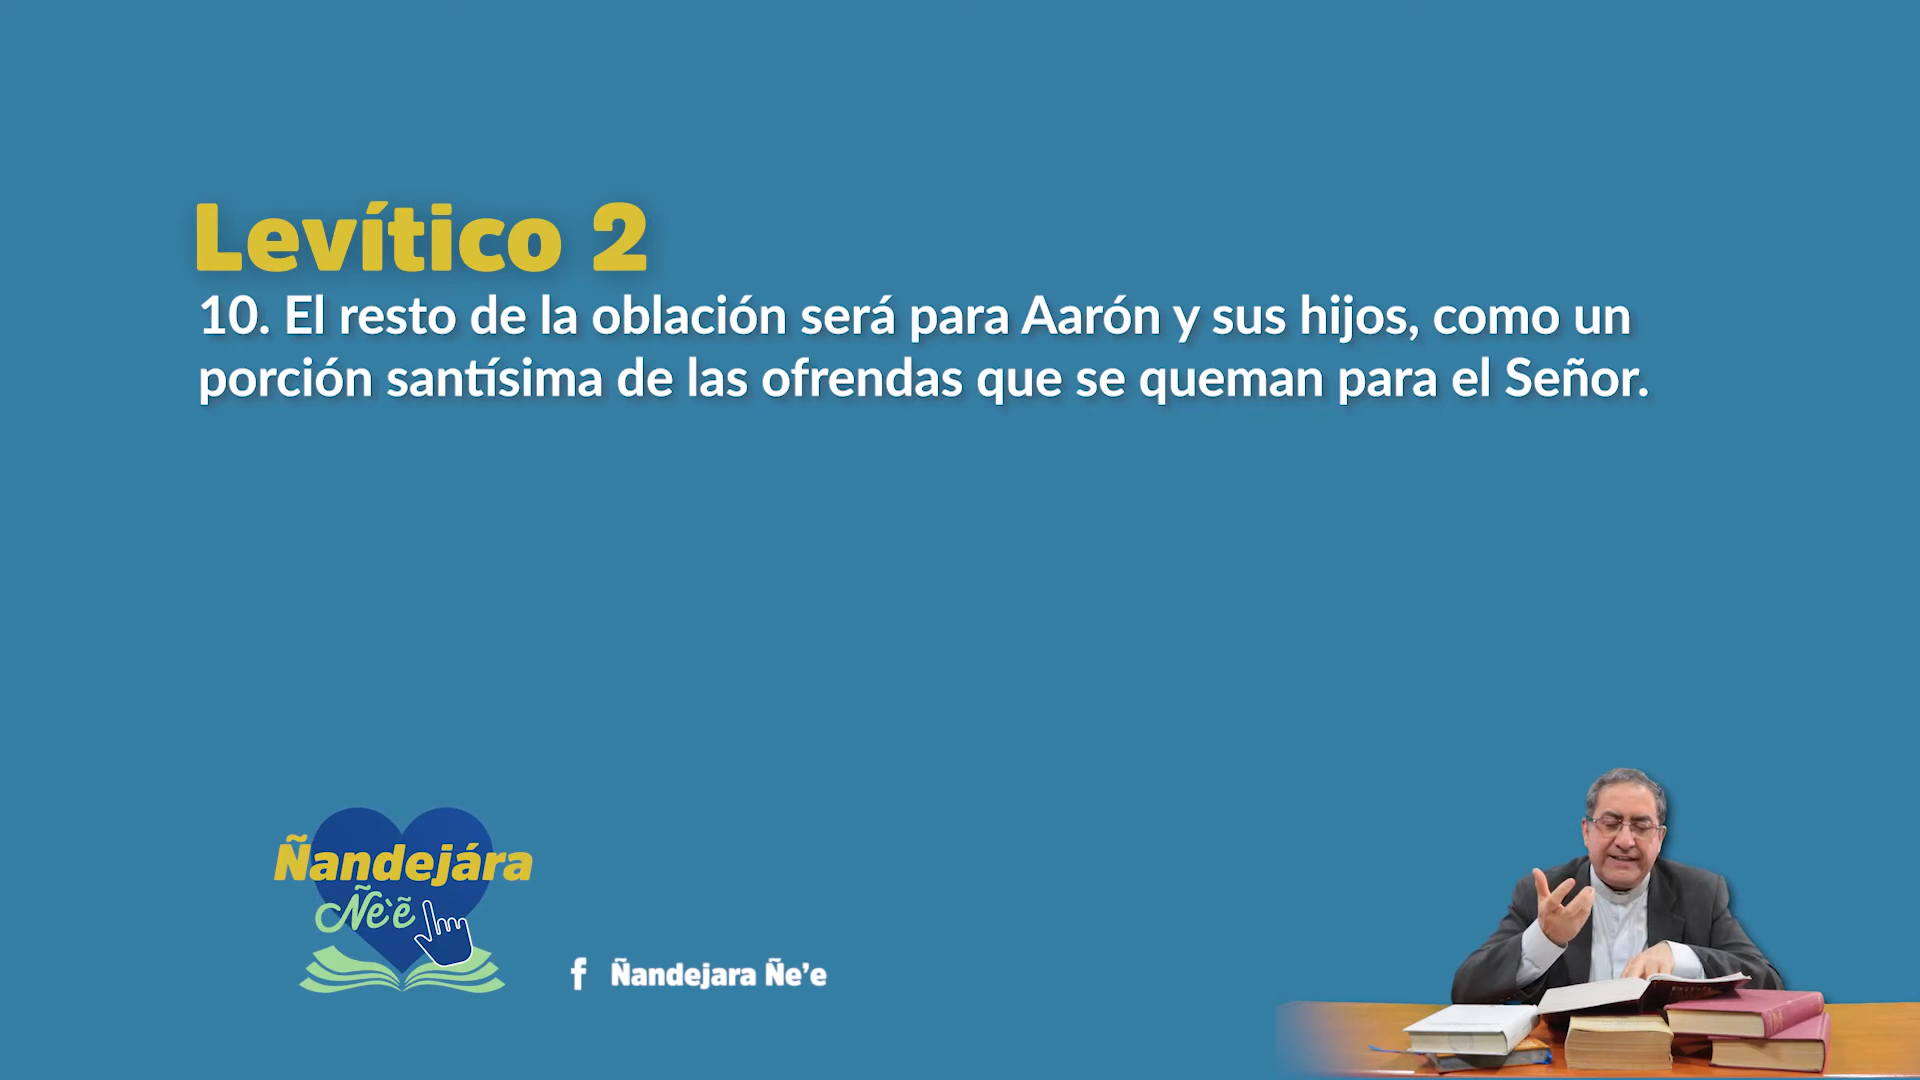 Levítico 2
10. El resto de la oblación será para Aarón y sus hijos, como un
porción santísima de las ofrendas que se queman para el Señor.
Ñandejára
Ñe'ẽ
f Ñandejara Ñe’e